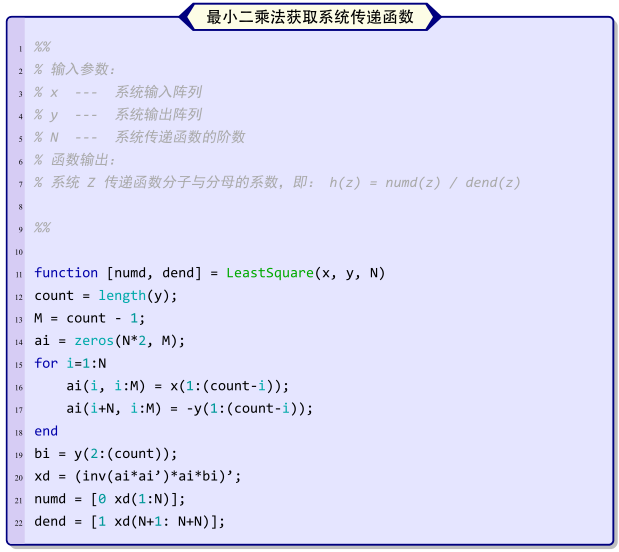 最小二乘法获取系统传递函数
1 %%
2 % 输入参数:
3 % x --- 系统输入阵列
4 % y --- 系统输出阵列
5 % N --- 系统传递函数的阶数
6 % 函数输出:
7 % 系统 Z 传递函数分子与分母的系数，即: h(z) = numd(z) / dend(z)
8
9 %%
10
11 function [numd, dend] = LeastSquare(x, y, N)
12 count = length(y);
13 M = count - 1;
14 ai = zeros(N*2, M);
15 for i=1:N
16     ai(i, i:M) = x(1:(count-i));
17     ai(i+N, i:M) = -y(1:(count-i));
18 end
19 bi = y(2:(count));
20 xd = (inv(ai*ai’)*ai*bi)’;
21 numd = [0 xd(1:N)];
22 dend = [1 xd(N+1: N+N)];